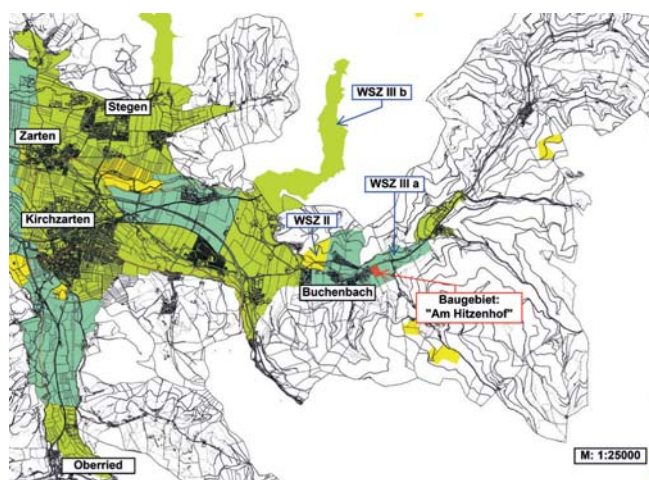 Stegen
WSZ III b
Zarten
WSZ III a
Kirchzarten
WSZ II
Buchenbach
Baugebiet:
"Am Hitzenhof"
M: 1:25000
Oberried